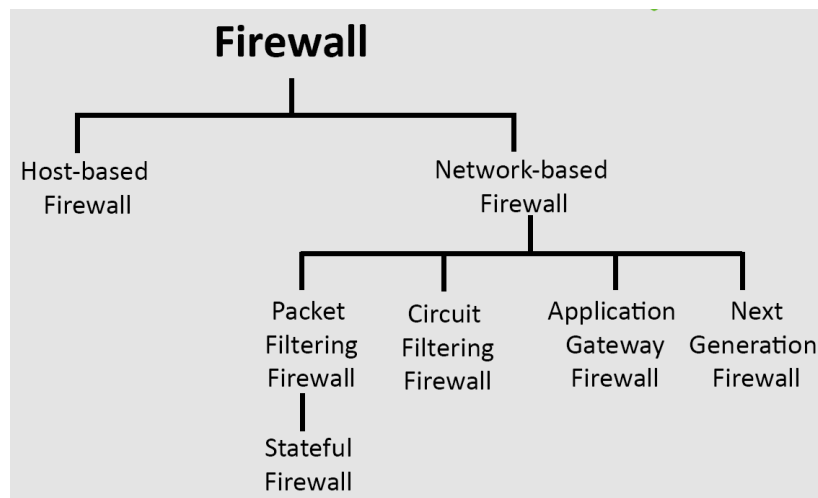 Firewall
Host-based
Firewall
Network-based
Firewall
Packet
Filtering
Firewall
Circuit
Filtering
Firewall
Application
Gateway
Firewall
Next
Generation
Firewall
Stateful
Firewall